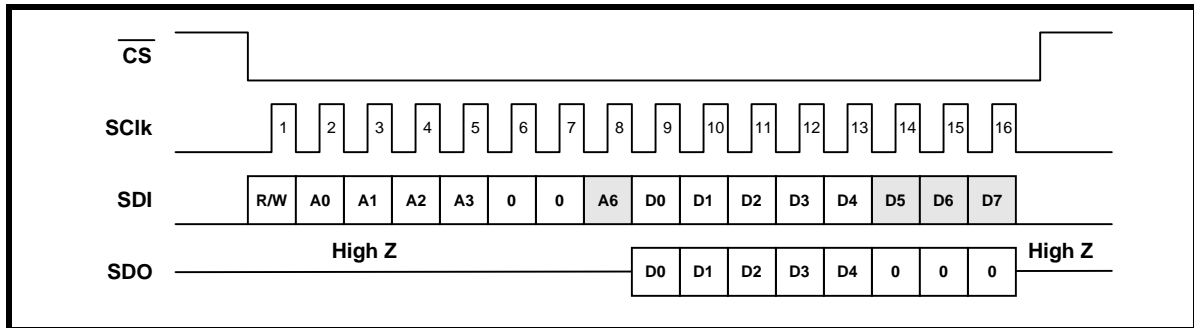 CS
SClk 1 2 3 4 5 6 7 8 9 10 11 12 13 14 15 16
SDI R/W A0 A1 A2 A3 0 0 A6 D0 D1 D2 D3 D4 D5 D6 D7
High Z High Z
SDO D0 D1 D2 D3 D4 0 0 0